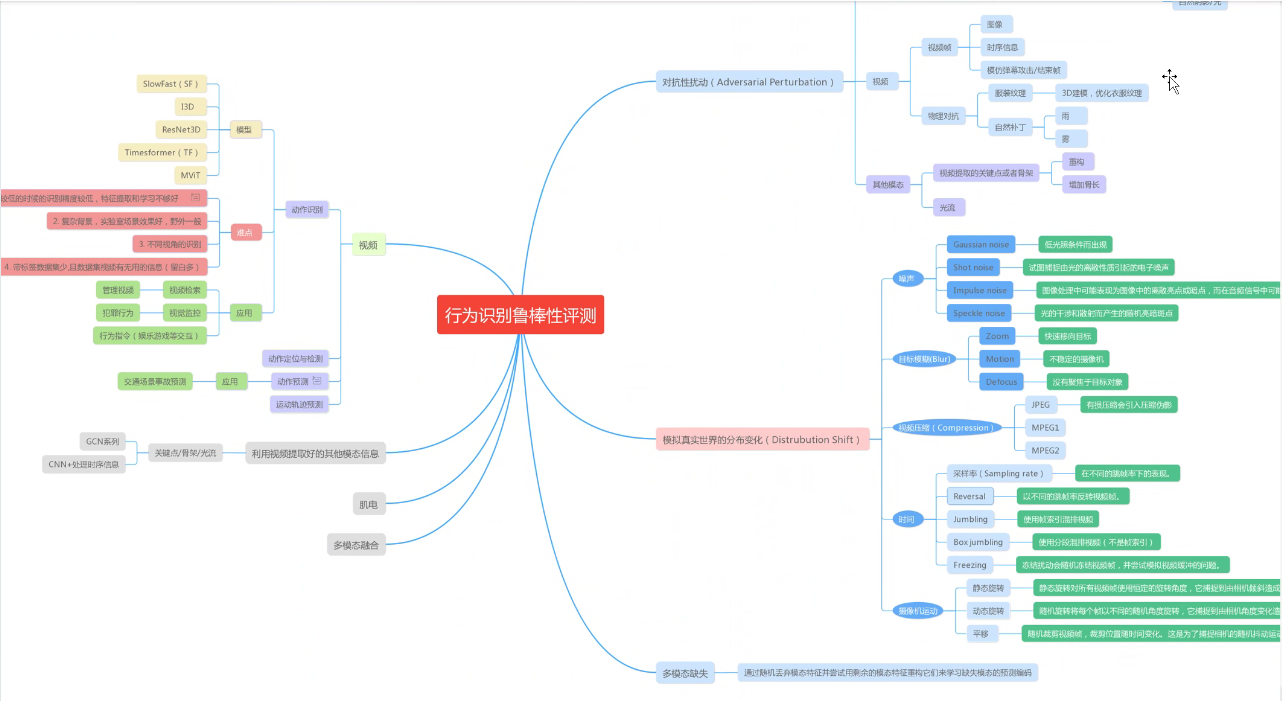 行为识别鲁棒性评测
视频
动作识别
模型
SlowFast（SF）
I3D
ResNet3D
Timesformer（TF）
MViT
难点
较低的时候的识别精度较低，特征提取和学习不够好
2. 复杂背景，实验室场景效果好，野外一般
3. 不同视角的识别
4. 带标签数据集少,且数据集视频有无用的信息（留白多）
应用
视频检索
管理视频
视觉监控
犯罪行为
行为指令（娱乐游戏等交互）
动作定位与检测
动作预测
应用
交通场景事故预测
运动轨迹预测
利用视频提取好的其他模态信息
关键点/骨架/光流
GCN系列
CNN+处理时序信息
肌电
多模态融合
对抗性扰动（Adversarial Perturbation）
视频
视频帧
图像
时序信息
模仿弹幕攻击/结束帧
物理对抗
服装纹理
3D建模，优化衣服纹理
自然补丁
雨
雾
其他模态
视频提取的关键点或者骨架
重构
增加骨长
光流
模拟真实世界的分布变化（Distrubution Shift）
噪声
Gaussian noise
低光照条件而出现
Shot noise
试图捕捉由光的离散性质引起的电子噪声
Impulse noise
图像处理中可能表现为图像中的离散亮点或暗点，而在音频信号中可能
Speckle noise
光的干涉和散射而产生的随机亮暗斑点
目标模糊(Blur)
Zoom
快速移向目标
Motion
不稳定的摄像机
Defocus
没有聚焦于目标对象
视频压缩（Compression）
JPEG
有损压缩会引入压缩伪影
MPEG1
MPEG2
时间
采样率（Sampling rate）
在不同的跳帧率下的表现。
Reversal
以不同的跳帧率反转视频帧。
Jumbling
使用帧索引混排视频
Box jumbling
使用分段混排视频（不是帧索引）
Freezing
冻结扰动会随机冻结视频帧，并尝试模拟视频缓冲的问题。
摄像机运动
静态旋转
静态旋转对所有视频帧使用恒定的旋转角度，它捕捉到由相机倾斜造成
动态旋转
随机旋转将每个帧以不同的随机角度旋转，它捕捉到由相机角度变化造
平移
随机裁剪视频帧，裁剪位置随时间变化。这是为了捕捉相机的随机抖动运动
多模态缺失
通过随机丢弃模态特征并尝试用剩余的模态特征重构它们来学习缺失模态的预测编码